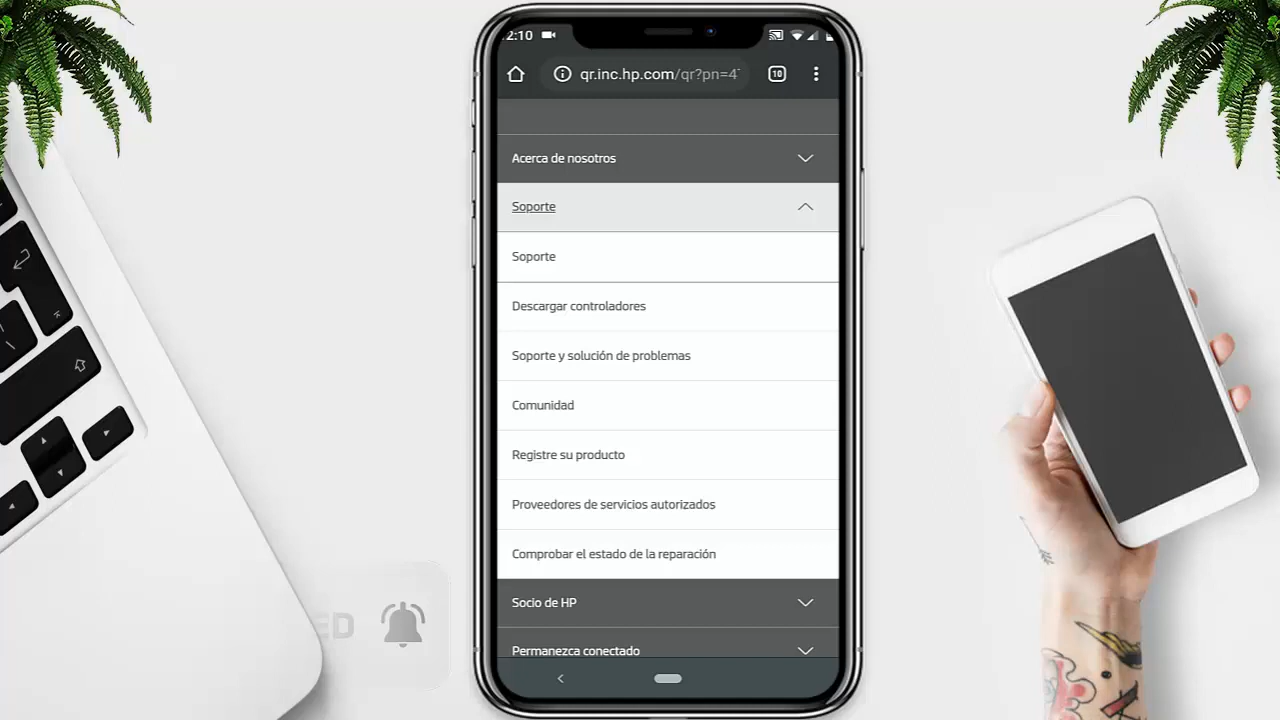 2:10
qr.inc.hp.com/qr?pn=4
10
Acerca de nosotros
Soporte
Soporte
Descargar controladores
Soporte y solución de problemas
Comunidad
Registre su producto
Proveedores de servicios autorizados
Comprobar el estado de la reparación
Socio de HP
ED
Permanezca conectado